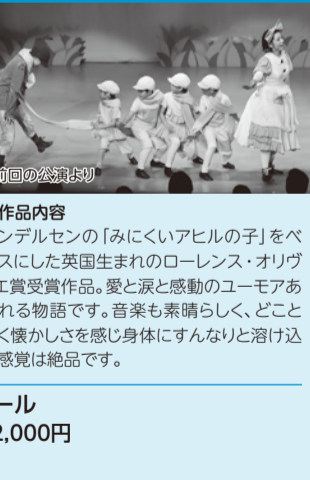 前回の公演より
作品内容
ンデルセンの「みにくいアヒルの子」をベ
スにした英国生まれのローレンス・オリヴ
エ賞受賞作品。愛と涙と感動のユーモアあ
れる物語です。音楽も素晴らしく、どこと
く懐かしさを感じ身体にすんなりと溶け込
感覚は絶品です。
ール
2,000円